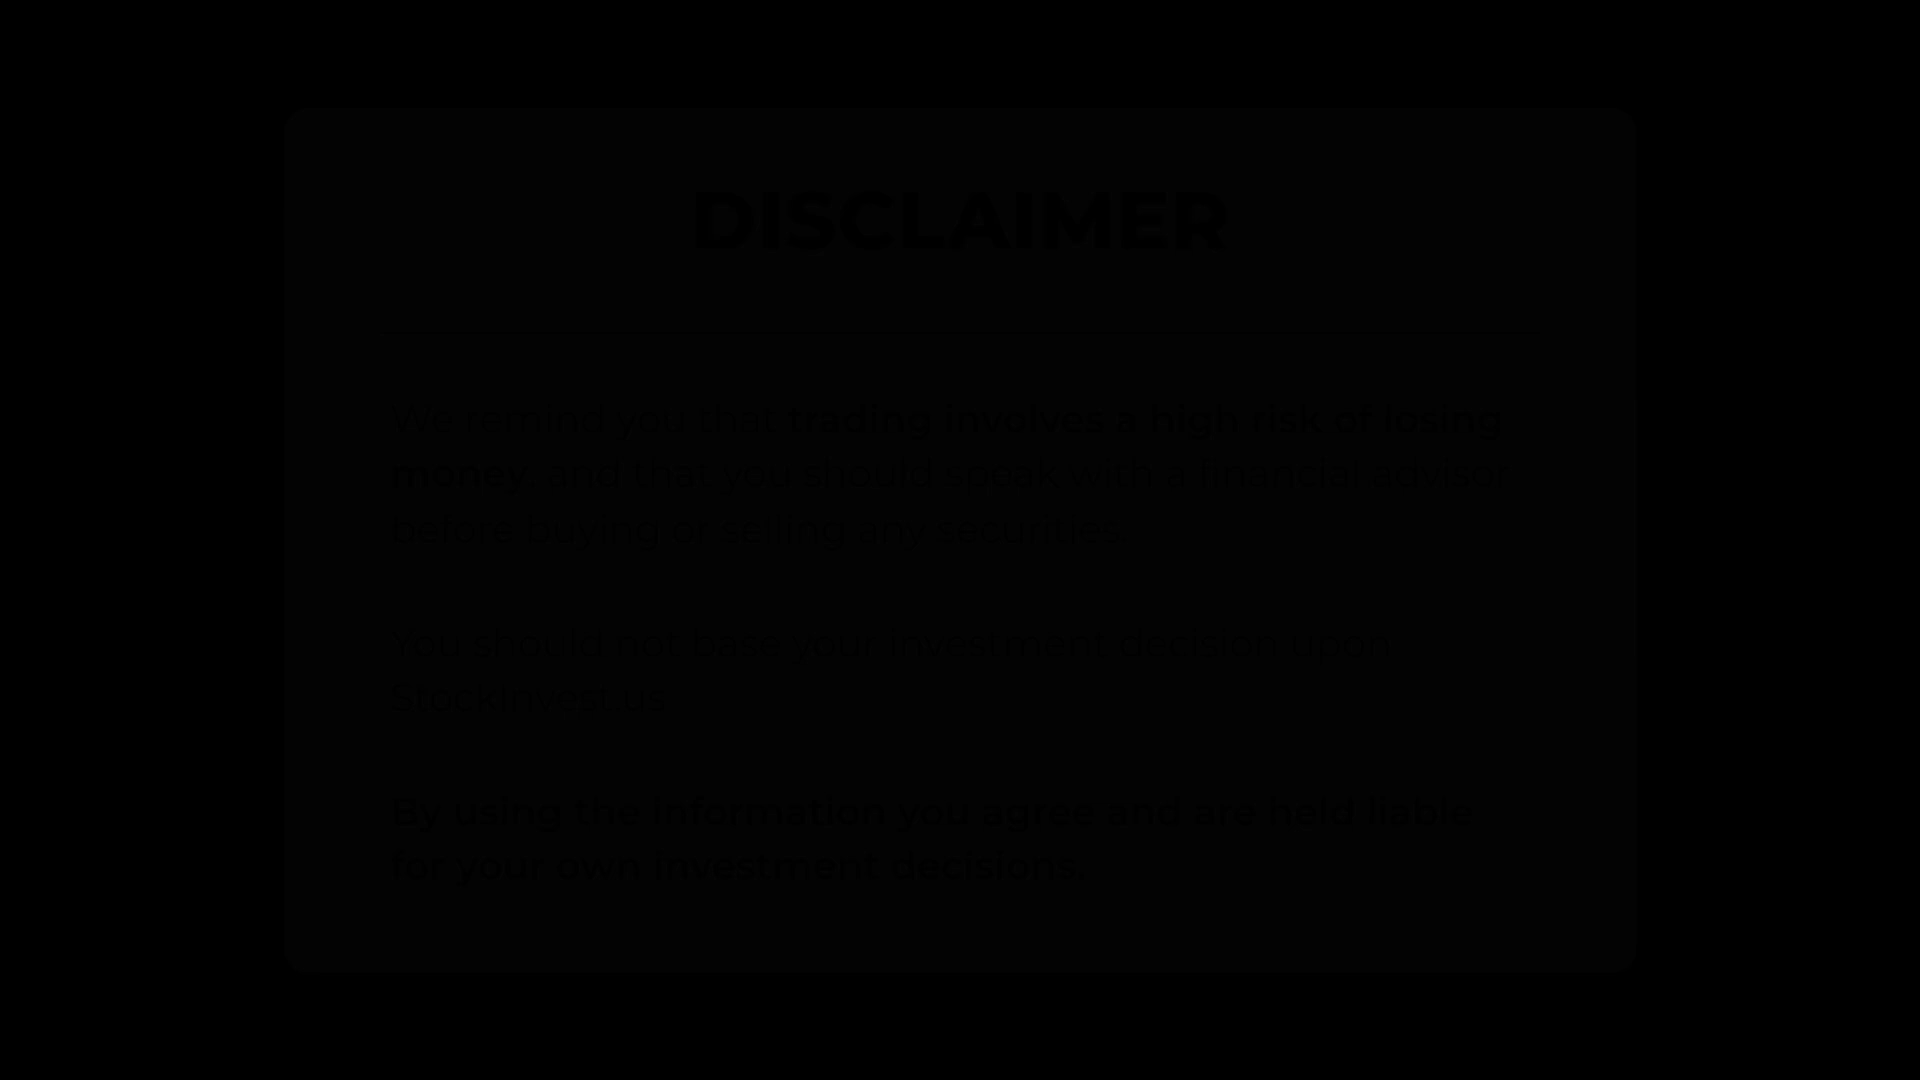 DISCLAIMER
We remind you that trading involves a high risk of losing
money, and that you should speak with a financial advisor
before buying or selling any securities.
You should not base your investment decision upon
StockInvest.us
By using the information you agree and are held liable
for your own investment decisions.